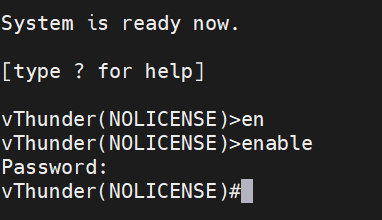 System is ready now.
[type ? for help]
vThunder(NOLICENSE)>en
vThunder(NOLICENSE)>enable
Password:
vThunder(NOLICENSE)#